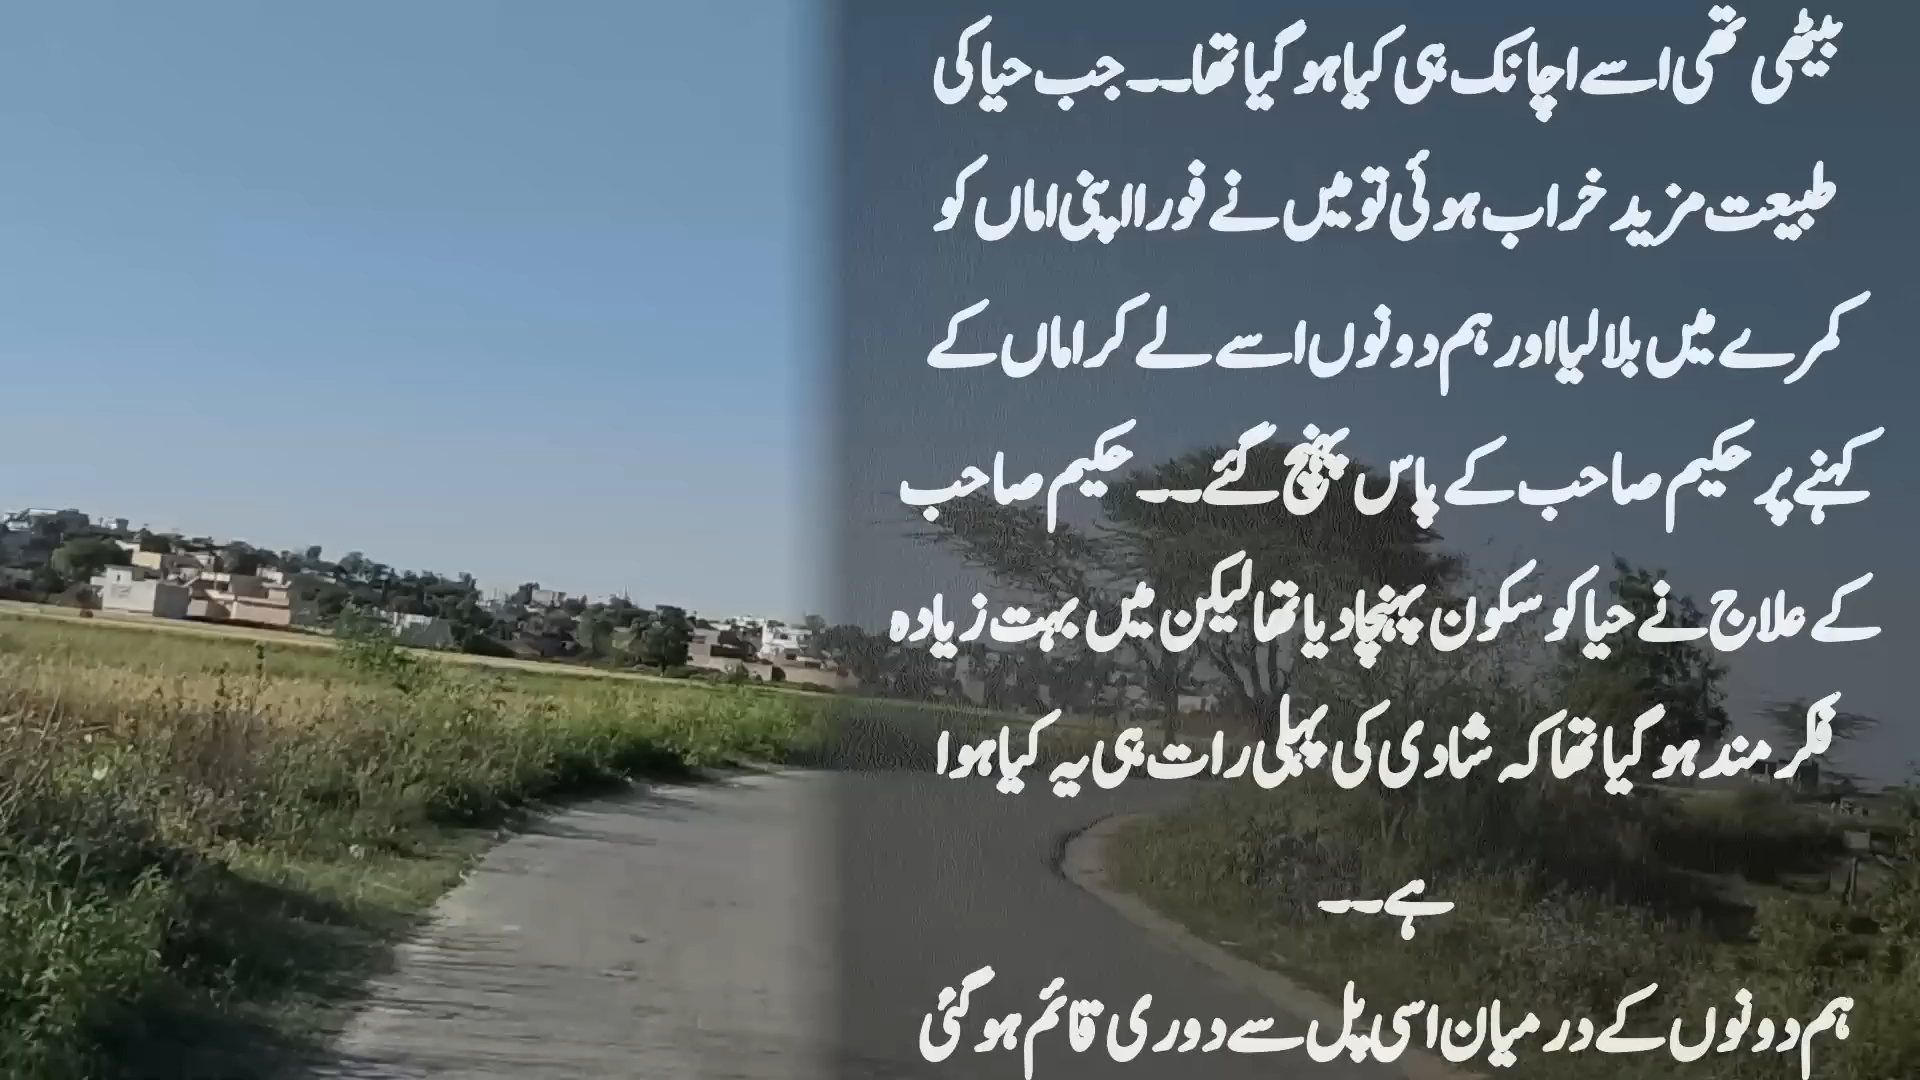 بیٹھی تھی اسے اچانک ہی کیا ہو گیا تھا۔۔ جب حیا کی
طبیعت مزید خراب ہوئی تو میں نے فورا اپنی اماں کو
کمرے میں بلا لیا اور ہم دونوں اسے لے کر اماں کے
کہنے پر حکیم صاحب کے پاس پہنچ گئے۔۔ حکیم صاحب
کے علاج نے حیا کو سکون پہنچا دیا تھا لیکن میں بہت زیادہ
فکر مند ہو گیا تھا کہ شادی کی پہلی رات ہی یہ کیا ہوا
ہے۔۔
ہم دونوں کے درمیان اسی پل سے دوری قائم ہو گئی